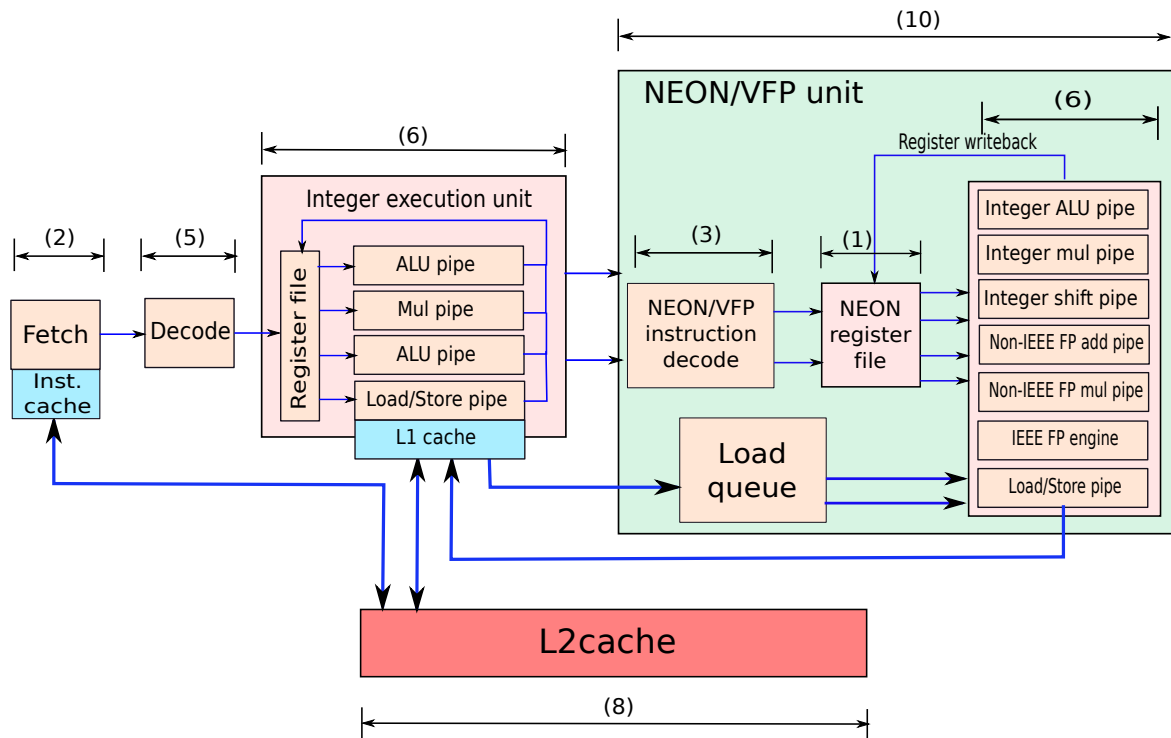 (10)
NEON/VFP unit
(6)
Register writeback
(6)
Integer execution unit
(2)
(5)
(3)
(1)
Fetch
Inst.
cache
Decode
Register file
ALU pipe
Mul pipe
ALU pipe
Load/Store pipe
L1 cache
NEON/VFP
instruction
decode
NEON
register
file
Load
queue
Integer ALU pipe
Integer mul pipe
Integer shift pipe
Non-IEEE FP add pipe
Non-IEEE FP mul pipe
IEEE FP engine
Load/Store pipe
L2cache
(8)